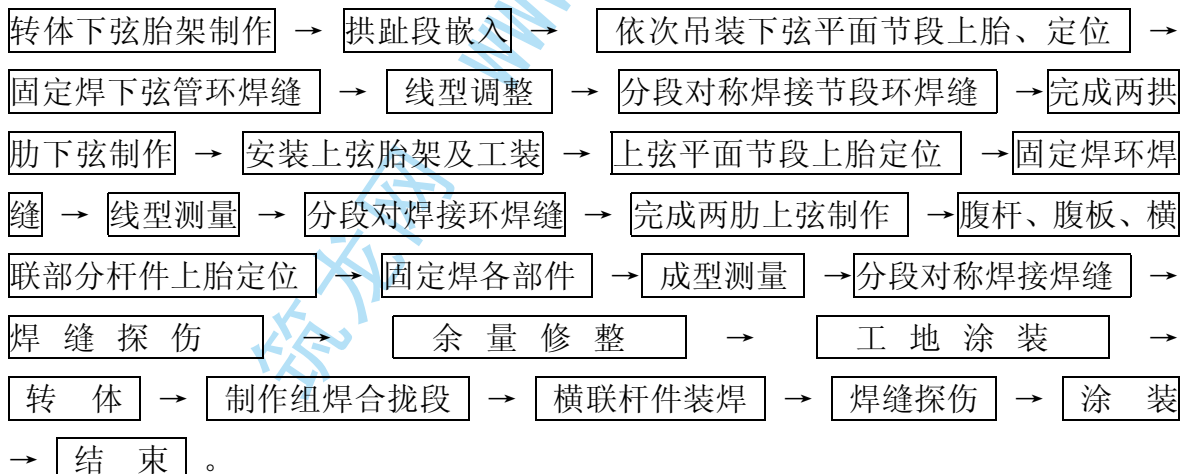 转体下弦胎架制作 → 拱趾段嵌入 → 依次吊装下弦平面节段上胎、定位 →
固定焊下弦管环焊缝 → 线型调整 → 分段对称焊接节段环焊缝 → 完成两拱
肋下弦制作 → 安装上弦胎架及工装 → 上弦平面节段上胎定位 → 固定焊环焊
缝 → 线型测量 → 分段对焊接环焊缝 → 完成两肋上弦制作 → 腹杆、腹板、横
联部分杆件上胎定位 → 固定焊各部件 → 成型测量 → 分段对称焊接焊缝 →
焊缝探伤 → 余量修整 → 工地涂装 →
转体 → 制作组焊合拢段 → 横联杆件装焊 → 焊缝探伤 → 涂装
→ 结束 。
筑龙网 WW